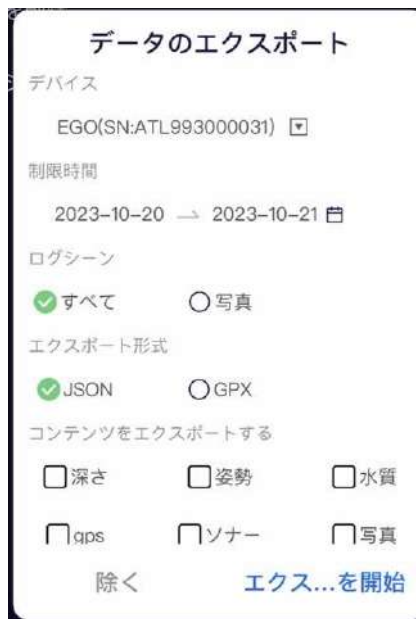 データのエクスポート
デバイス
EGO(SN:ATL993000031)
制限時間
2023-10-20 → 2023-10-21
ログシーン
すべて 写真
エクスポート形式
JSON GPX
コンテンツをエクスポートする
深さ 姿勢 水質
gps ソナー 写真
除く エクス...を開始